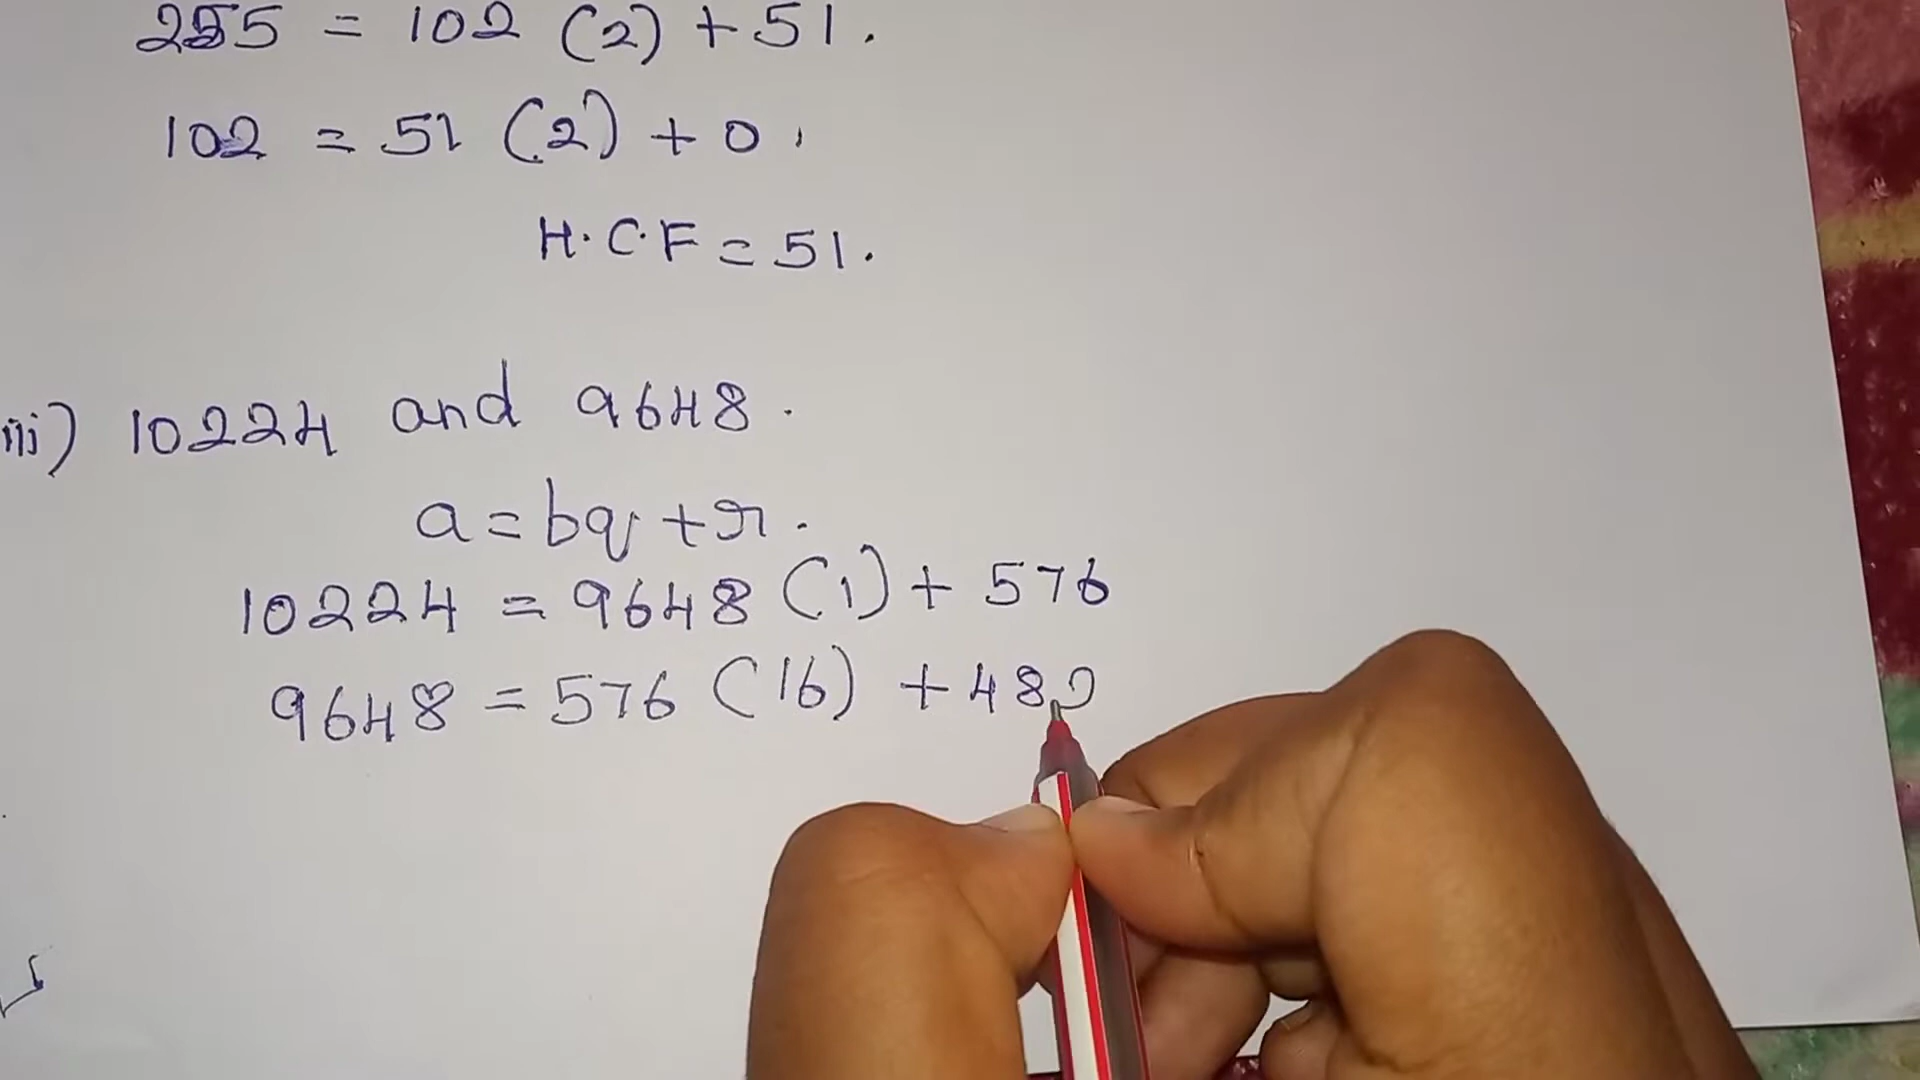 255 = 102 (2) + 51.
102 = 51 (2) + 0.
H.C.F = 51.
iii) 10224 and 9648.
a = bq + r.
10224 = 9648 (1) + 576
9648 = 576 (16) + 480